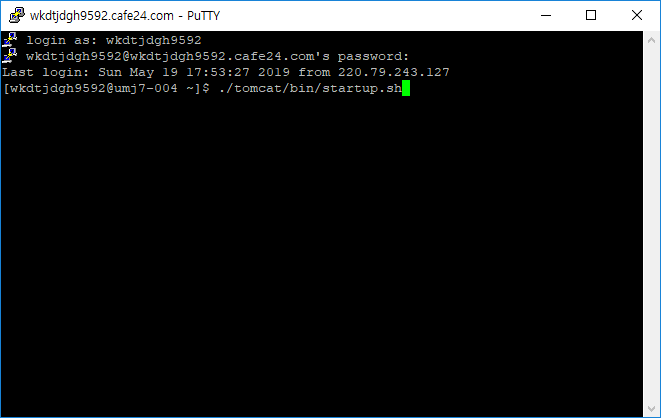 wkdtjdgh9592.cafe24.com - PuTTY
login as: wkdtjdgh9592
wkdtjdgh9592@wkdtjdgh9592.cafe24.com's password:
Last login: Sun May 19 17:53:27 2019 from 220.79.243.127
[wkdtjdgh9592@umj7-004 ~]$ ./tomcat/bin/startup.sh